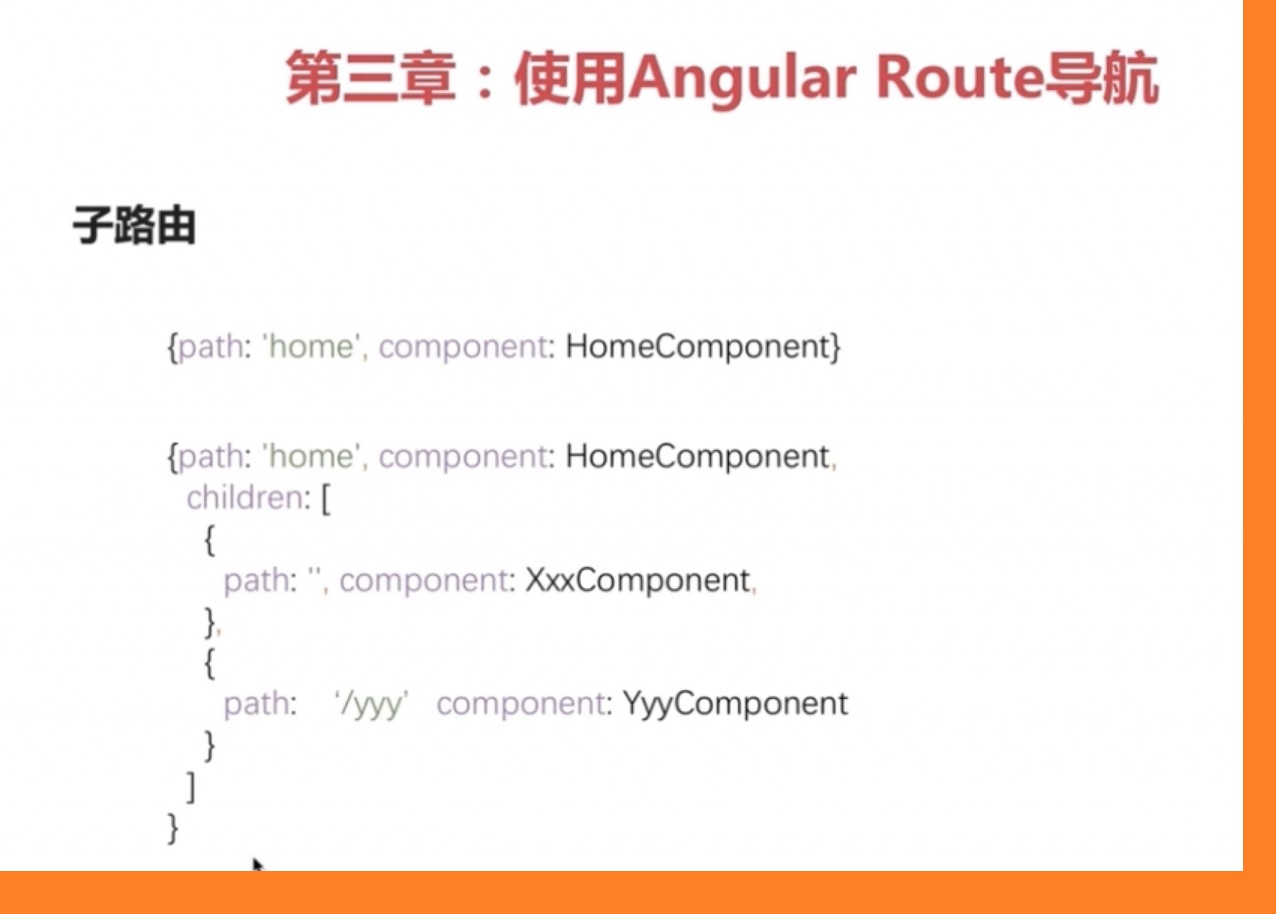 第三章：使用Angular Route导航
子路由
{path: 'home', component: HomeComponent}
{path: 'home', component: HomeComponent,
children: [
{
path: '', component: XxxComponent,
},
{
path: ‘/yyy’ component: YyyComponent
}
]
}